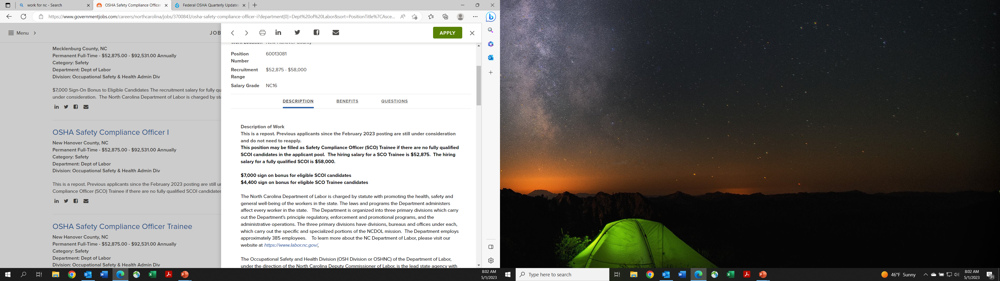 work for nc - Search
OSHA Safety Compliance Officer
Federal OSHA Quarterly Updates
https://www.governmentjobs.com/careers/northcarolina/jobs/3700843/osha-safety-compliance-officer-i?department[0]=Dept%20of%20Labor&sort=PositionTitle%7CAsce...
Menu
JOB
Mecklenburg County, NC
Permanent Full-Time - $52,875.00 - $92,531.00 Annually
Category: Safety
Department: Dept of Labor
Division: Occupational Safety & Health Admin Div
$7,000 Sign-On Bonus to Eligible Candidates The recruitment salary for fully qu
under consideration. The North Carolina Department of Labor is charged by sta
OSHA Safety Compliance Officer I
New Hanover County, NC
Permanent Full-Time - $52,875.00 - $92,531.00 Annually
Category: Safety
Department: Dept of Labor
Division: Occupational Safety & Health Admin Div
This is a repost. Previous applicants since the February 2023 posting are still ur
Compliance Officer (SCO) Trainee if there are no fully qualified SCOI candidates
OSHA Safety Compliance Officer Trainee
New Hanover County, NC
Permanent Full-Time - $52,875.00 - $92,531.00 Annually
Category: Safety
Department: Dept of Labor
Division: Occupational Safety & Health Admin Div
APPLY
Work Location New Hanover County
Position Number 60013081
Recruitment Range $52,875 - $58,000
Salary Grade NC16
DESCRIPTION BENEFITS QUESTIONS
Description of Work
This is a repost. Previous applicants since the February 2023 posting are still under consideration
and do not need to reapply.
This position may be filled as Safety Compliance Officer (SCO) Trainee if there are no fully qualified
SCOI candidates in the applicant pool. The hiring salary for a SCO Trainee is $52,875. The hiring
salary for a fully qualified SCOI is $58,000.
$7,000 sign on bonus for eligible SCOI candidates
$4,400 sign on bonus for eligible SCO Trainee candidates
The North Carolina Department of Labor is charged by statute with promoting the health, safety and
general well-being of the workers in the state. The laws and programs the Department administers
affect every worker in the state. The Department is organized into three primary divisions which carry
out the Department's principle regulatory, enforcement and promotional programs, and the
administrative operations. The three primary divisions have divisions, bureaus and offices under each,
which carry out the specific and specialized portions of the NCDOL mission. The Department employs
approximately 385 employees. To learn more about the NC Department of Labor, please visit our
website at https://www.labor.nc.gov/.
The Occupational Safety and Health Division (OSH Division or OSHNC) of the Department of Labor,
under the direction of the North Carolina Deputy Commissioner of Labor, is the lead state agency with
8:02 AM
5/1/2023
Type here to search
46°F Sunny
8:02 AM
5/1/2023
31